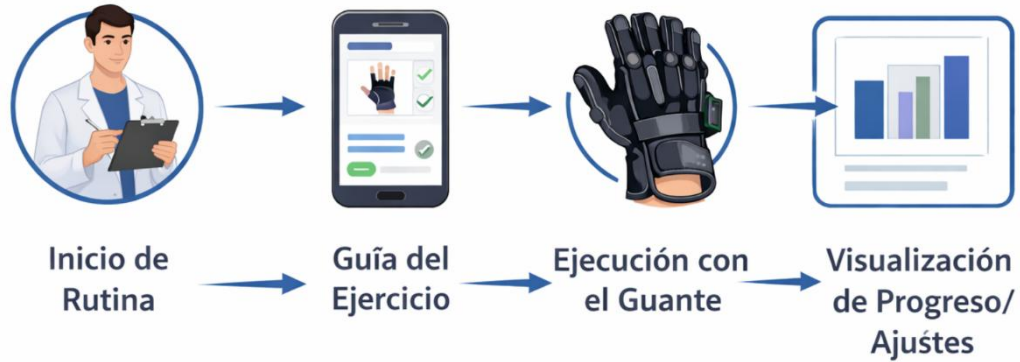 Inicio de
Rutina
Guía del
Ejercicio
Ejecución con
el Guante
Visualización
de Progreso/
Ajuśtes